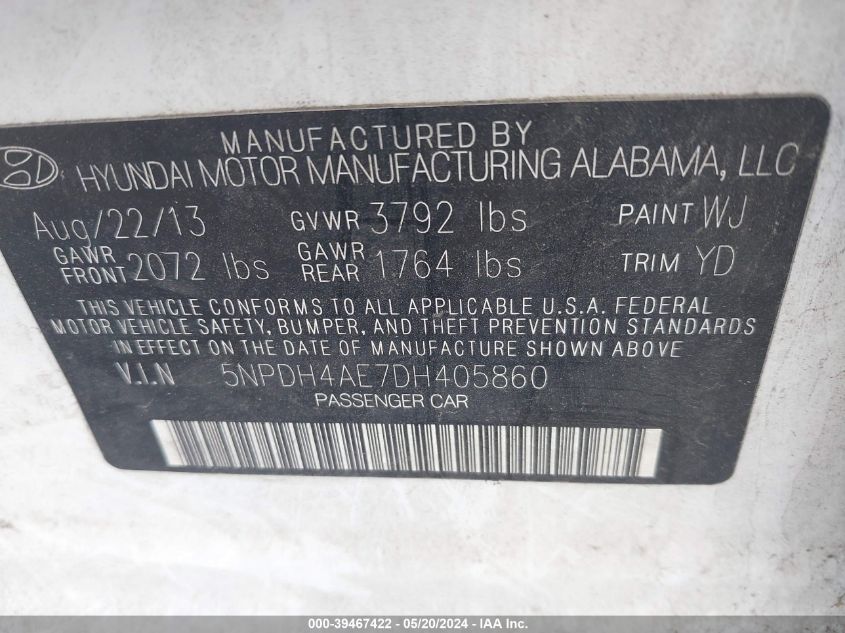 MANUFACTURED BY
HYUNDAI MOTOR MANUFACTURING ALABAMA, LLC
Aug/22/13 GVWR 3792 lbs PAINT WJ
GAWR FRONT 2072 lbs GAWR REAR 1764 lbs TRIM YD
THIS VEHICLE CONFORMS TO ALL APPLICABLE U.S.A. FEDERAL
MOTOR VEHICLE SAFETY, BUMPER, AND THEFT PREVENTION STANDARDS
IN EFFECT ON THE DATE OF MANUFACTURE SHOWN ABOVE
V.I.N 5NPDH4AE7DH405860
PASSENGER CAR
000-39467422 - 05/20/2024 - IAA Inc.